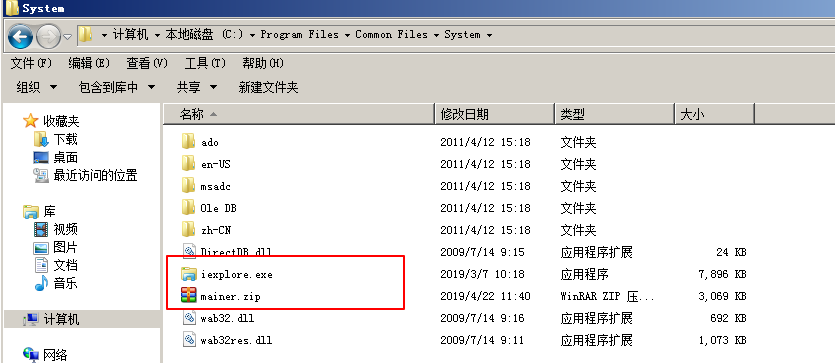 System
计算机 ▾ 本地磁盘 (C:) ▾ Program Files ▾ Common Files ▾ System ▾
文件(F) 编辑(E) 查看(V) 工具(T) 帮助(H)
组织 ▾ 包含到库中 ▾ 共享 ▾ 新建文件夹
收藏夹
下载
桌面
最近访问的位置
库
视频
图片
文档
音乐
计算机
网络
名称 修改日期 类型 大小
ado 2011/4/12 15:18 文件夹
en-US 2011/4/12 15:18 文件夹
msadc 2011/4/12 15:18 文件夹
Ole DB 2011/4/12 15:18 文件夹
zh-CN 2011/4/12 15:18 文件夹
DirectDB.dll 2009/7/14 9:15 应用程序扩展 24 KB
iexplore.exe 2019/3/7 10:18 应用程序 7,896 KB
mainer.zip 2019/4/22 11:40 WinRAR ZIP 压... 3,069 KB
wab32.dll 2009/7/14 9:16 应用程序扩展 692 KB
wab32res.dll 2009/7/14 9:11 应用程序扩展 1,073 KB